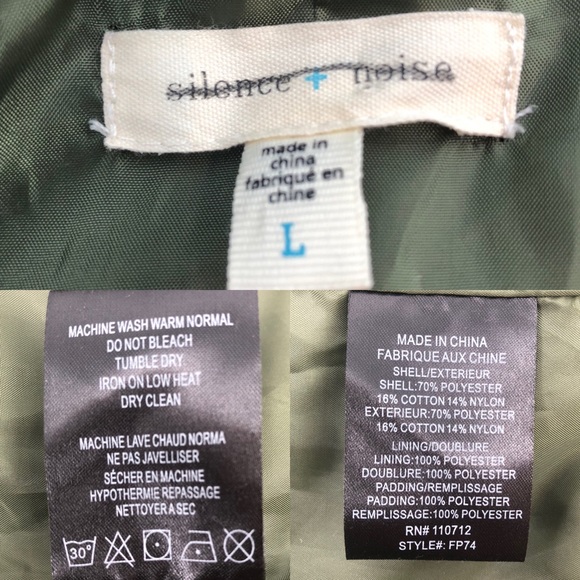 silence + noise
made in
china
fabriqué en
chine
L
MACHINE WASH WARM NORMAL
DO NOT BLEACH
TUMBLE DRY
IRON ON LOW HEAT
DRY CLEAN
MACHINE LAVE CHAUD NORMA
NE PAS JAVELLISER
SÈCHER EN MACHINE
HYPOTHERMIE REPASSAGE
NETTOYER A SEC
30°
MADE IN CHINA
FABRIQUE AUX CHINE
SHELL/EXTERIEUR
SHELL:70% POLYESTER
16% COTTON 14% NYLON
EXTERIEUR:70% POLYESTER
16% COTTON 14% NYLON
LINING/DOUBLURE
LINING:100% POLYESTER
DOUBLURE:100% POLYESTER
PADDING/REMPLISSAGE
PADDING:100% POLYESTER
REMPLISSAGE:100% POLYESTER
RN# 110712
STYLE#: FP74